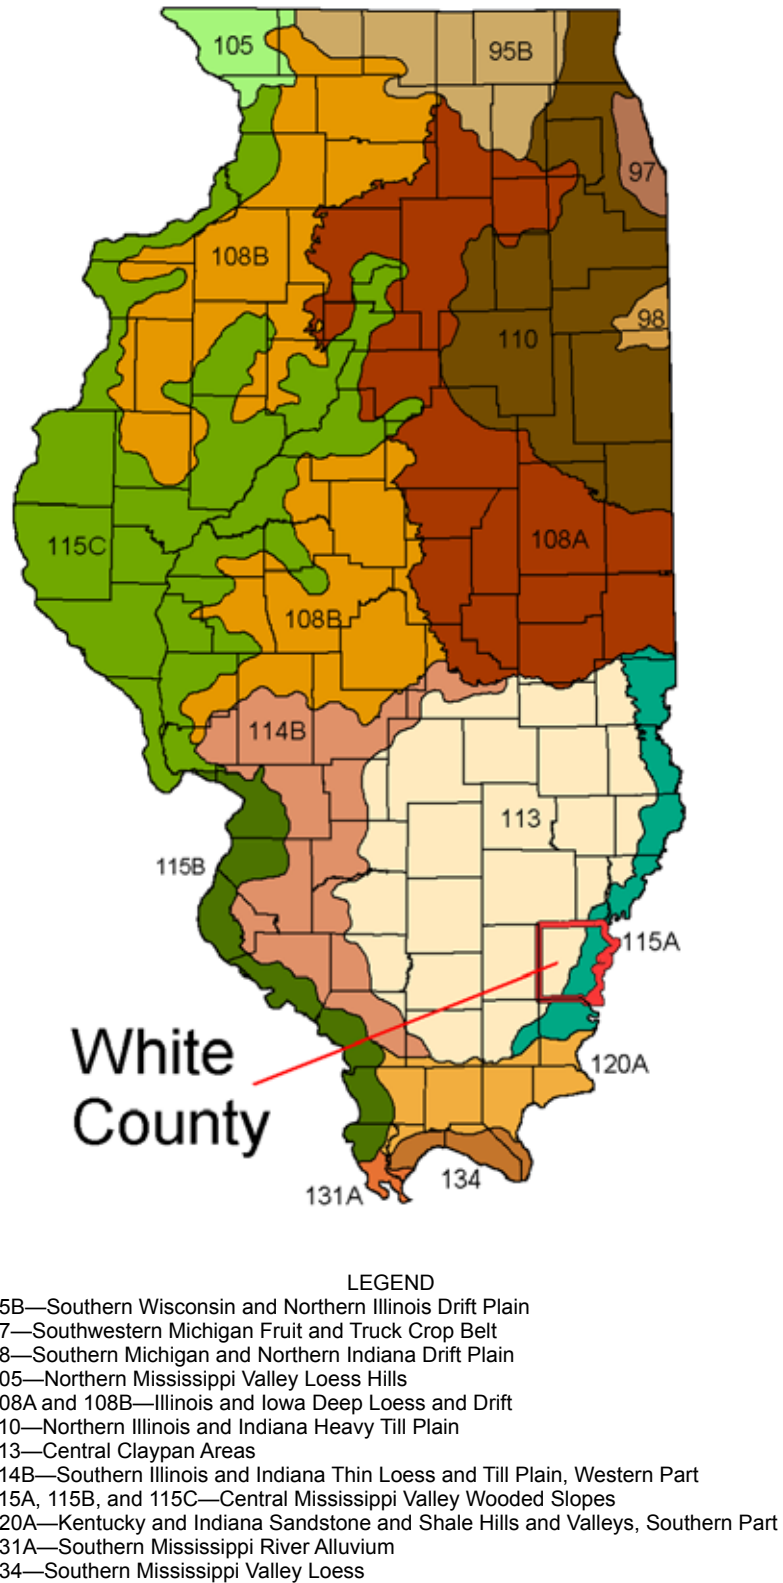 105
95B
97
108B
98
110
115C
108A
108B
114B
113
115B
115A
White
County
120A
134
131A
LEGEND
5B—Southern Wisconsin and Northern Illinois Drift Plain
7—Southwestern Michigan Fruit and Truck Crop Belt
8—Southern Michigan and Northern Indiana Drift Plain
05—Northern Mississippi Valley Loess Hills
08A and 108B—Illinois and Iowa Deep Loess and Drift
10—Northern Illinois and Indiana Heavy Till Plain
13—Central Claypan Areas
14B—Southern Illinois and Indiana Thin Loess and Till Plain, Western Part
15A, 115B, and 115C—Central Mississippi Valley Wooded Slopes
20A—Kentucky and Indiana Sandstone and Shale Hills and Valleys, Southern Part
31A—Southern Mississippi River Alluvium
34—Southern Mississippi Valley Loess